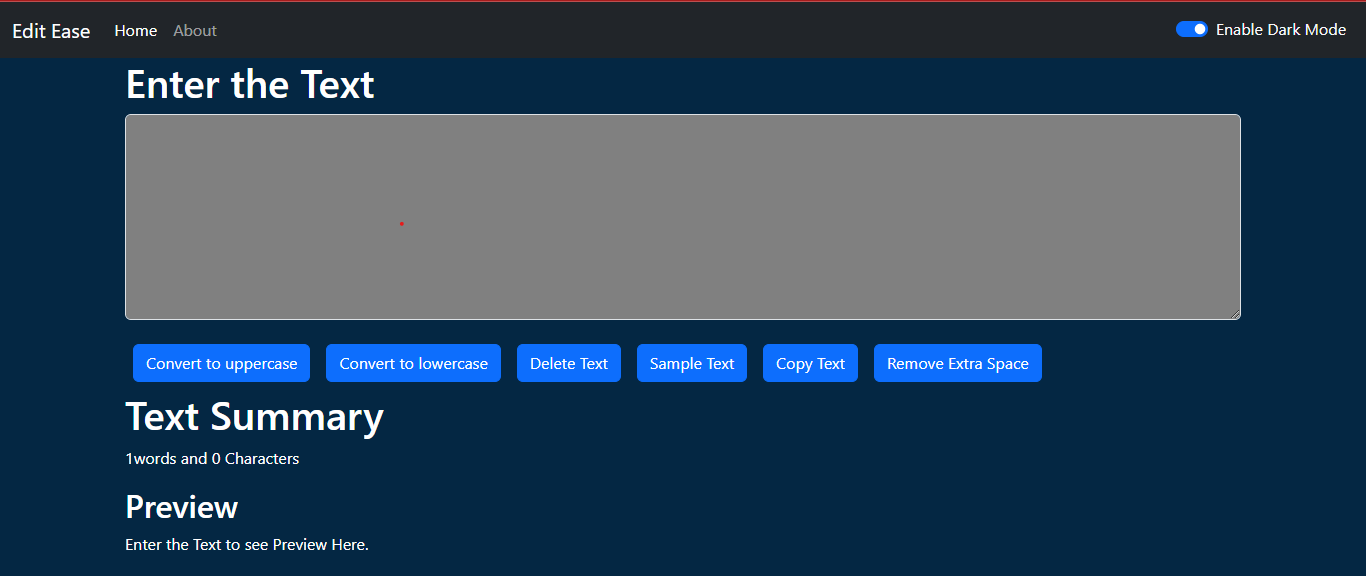 Edit Ease Home About Enable Dark Mode
Enter the Text
Convert to uppercase Convert to lowercase Delete Text Sample Text Copy Text Remove Extra Space
Text Summary
1words and 0 Characters
Preview
Enter the Text to see Preview Here.